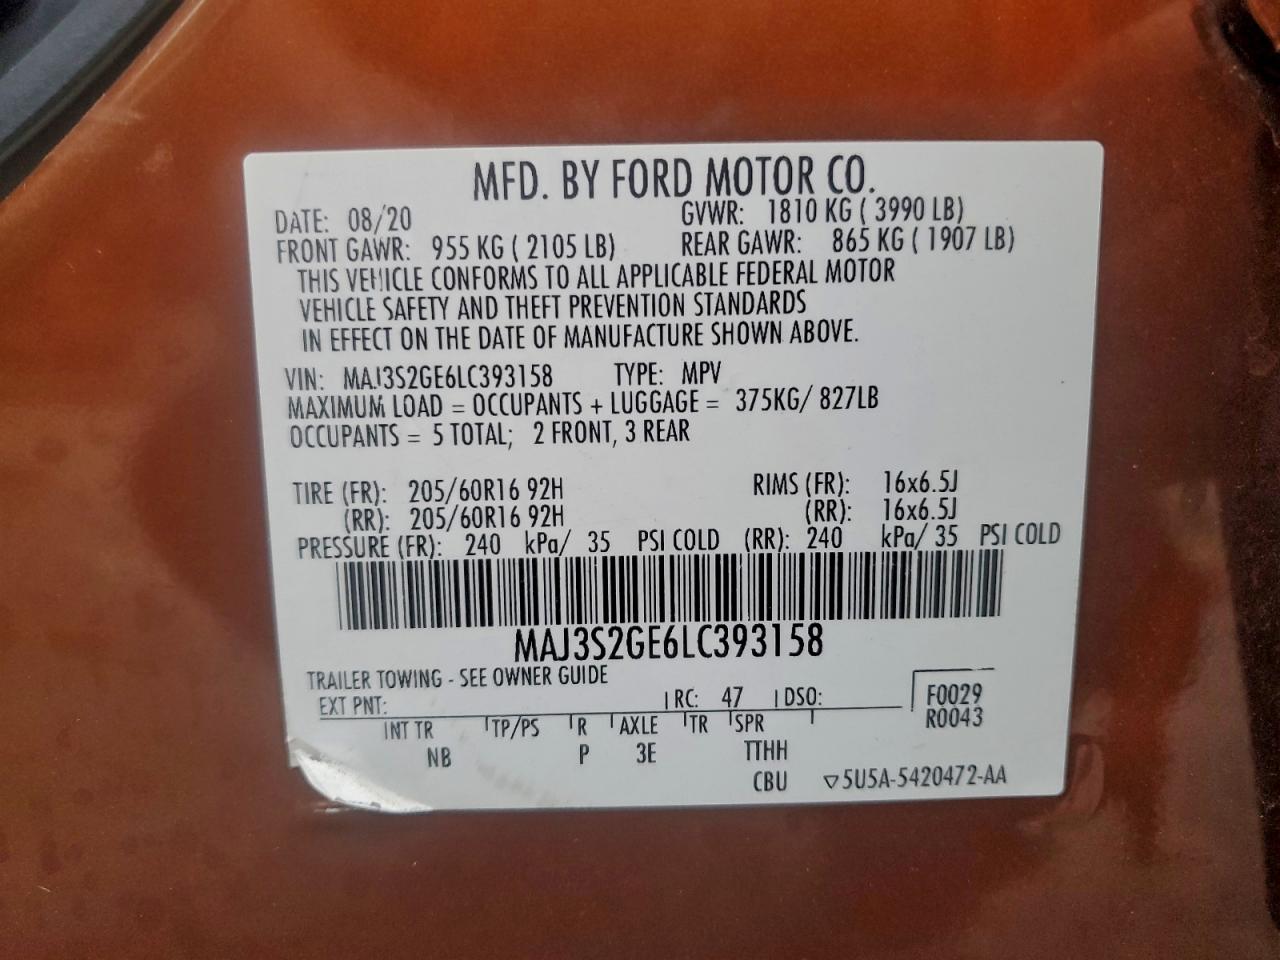 MFD. BY FORD MOTOR CO.
DATE: 08/20 GVWR: 1810 KG ( 3990 LB)
FRONT GAWR: 955 KG ( 2105 LB) REAR GAWR: 865 KG ( 1907 LB)
THIS VEHICLE CONFORMS TO ALL APPLICABLE FEDERAL MOTOR
VEHICLE SAFETY AND THEFT PREVENTION STANDARDS
IN EFFECT ON THE DATE OF MANUFACTURE SHOWN ABOVE.
VIN: MAJ3S2GE6LC393158 TYPE: MPV
MAXIMUM LOAD = OCCUPANTS + LUGGAGE = 375KG/ 827LB
OCCUPANTS = 5 TOTAL; 2 FRONT, 3 REAR
TIRE (FR): 205/60R16 92H RIMS (FR): 16x6.5J
(RR): 205/60R16 92H (RR): 16x6.5J
PRESSURE (FR): 240 kPa/ 35 PSI COLD (RR): 240 kPa/ 35 PSI COLD
MAJ3S2GE6LC393158
TRAILER TOWING - SEE OWNER GUIDE
EXT PNT: RC: 47 DSO: F0029
INT TR TP/PS R AXLE TR SPR R0043
NB P 3E TTHH
CBU ▽5U5A-5420472-AA